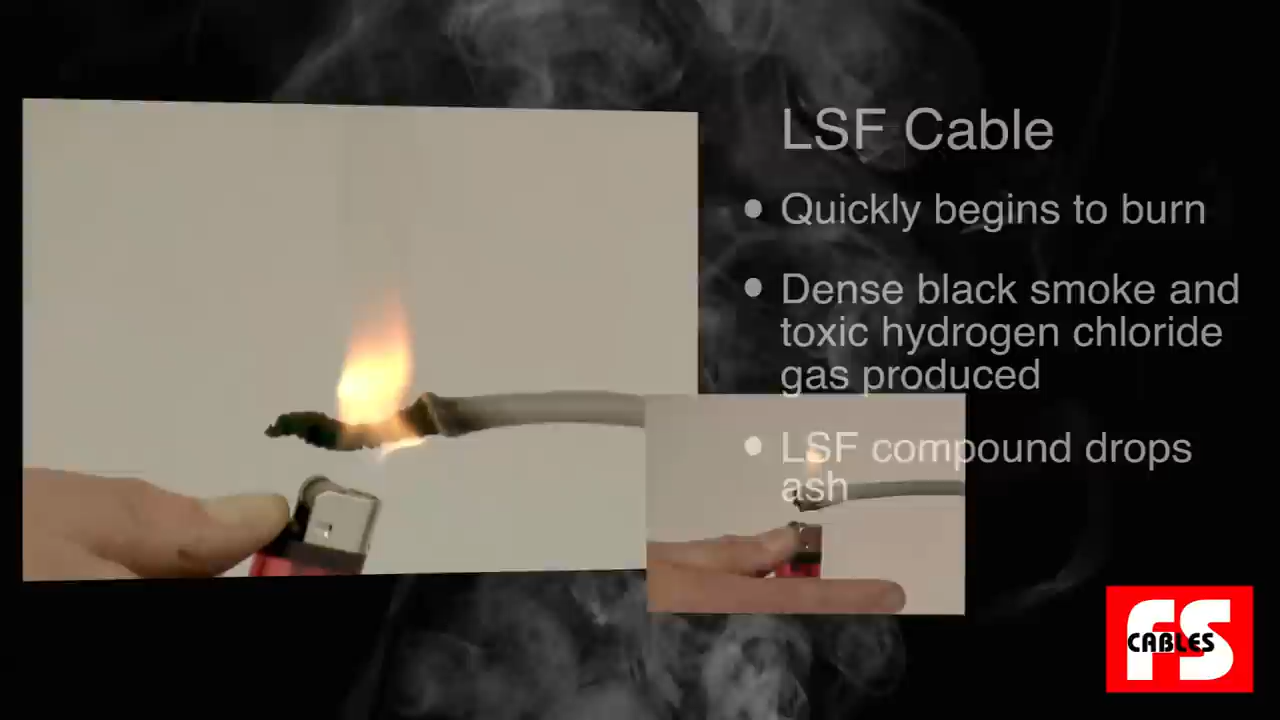 LSF Cable
• Quickly begins to burn
• Dense black smoke and
toxic hydrogen chloride
gas produced
• LSF compound drops
ash
FS
CABLES